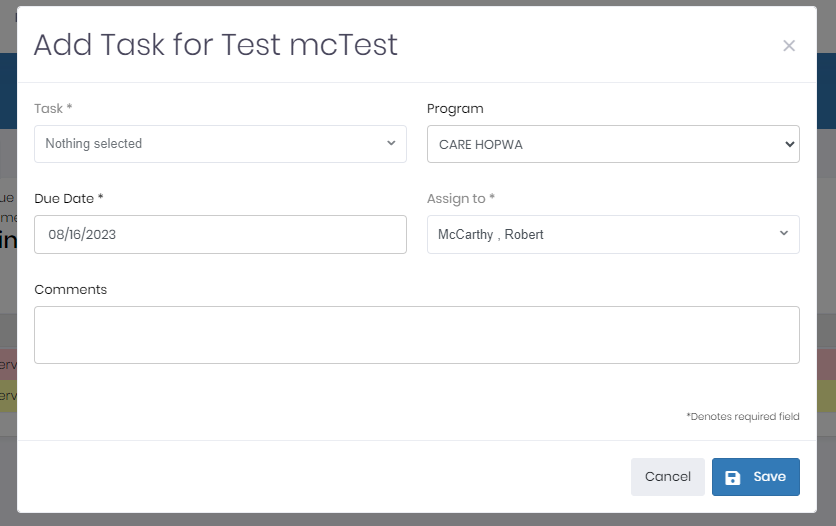 Add Task for Test mcTest
×
Task *
Program
Nothing selected
CARE HOPWA
Due Date *
Assign to *
08/16/2023
McCarthy , Robert
Comments
*Denotes required field
Cancel
Save